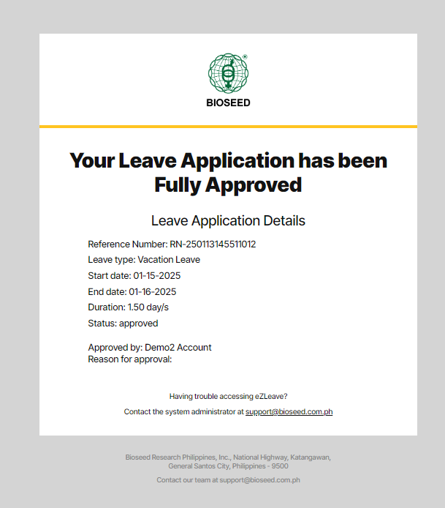 BIOSEED
Your Leave Application has been
Fully Approved
Leave Application Details
Reference Number: RN-250113145511012
Leave type: Vacation Leave
Start date: 01-15-2025
End date: 01-16-2025
Duration: 1.50 day/s
Status: approved
Approved by: Demo2 Account
Reason for approval:
Having trouble accessing eZLeave?
Contact the system administrator at support@bioseed.com.ph
Bioseed Research Philippines, Inc., National Highway, Katangawan,
General Santos City, Philippines - 9500
Contact our team at support@bioseed.com.ph